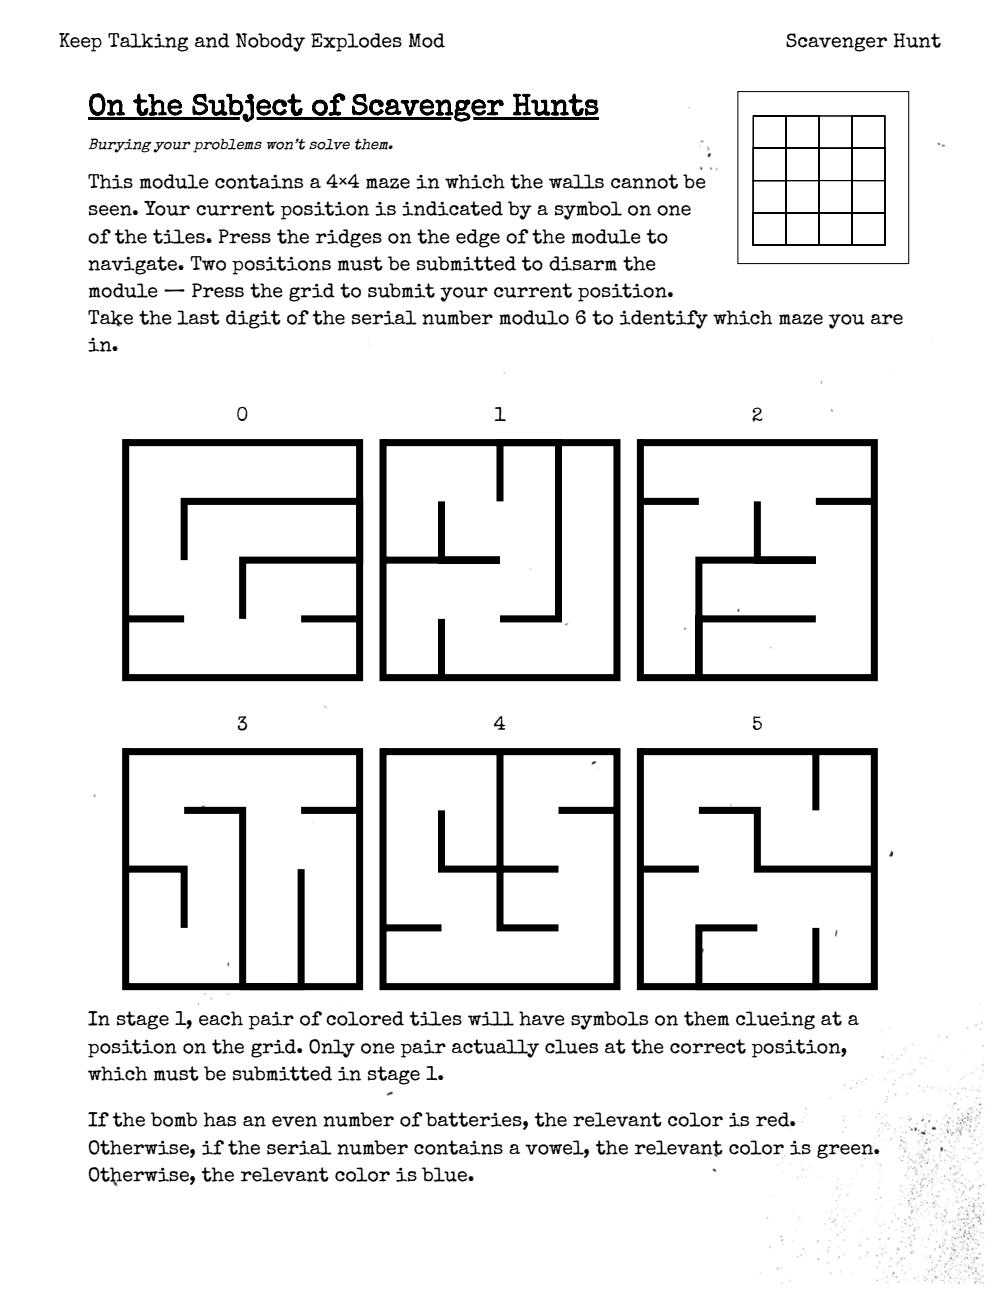 Keep Talking and Nobody Explodes Mod
Scavenger Hunt
On the Subject of Scavenger Hunts
Burying your problems won't solve them.
This module contains a 4×4 maze in which the walls cannot be
seen. Your current position is indicated by a symbol on one
of the tiles. Press the ridges on the edge of the module to
navigate. Two positions must be submitted to disarm the
module — Press the grid to submit your current position.
Take the last digit of the serial number modulo 6 to identify which maze you are
in.
0 1 2
3 4 5
In stage 1, each pair of colored tiles will have symbols on them clueing at a
position on the grid. Only one pair actually clues at the correct position,
which must be submitted in stage 1.
If the bomb has an even number of batteries, the relevant color is red.
Otherwise, if the serial number contains a vowel, the relevant color is green.
Otherwise, the relevant color is blue.